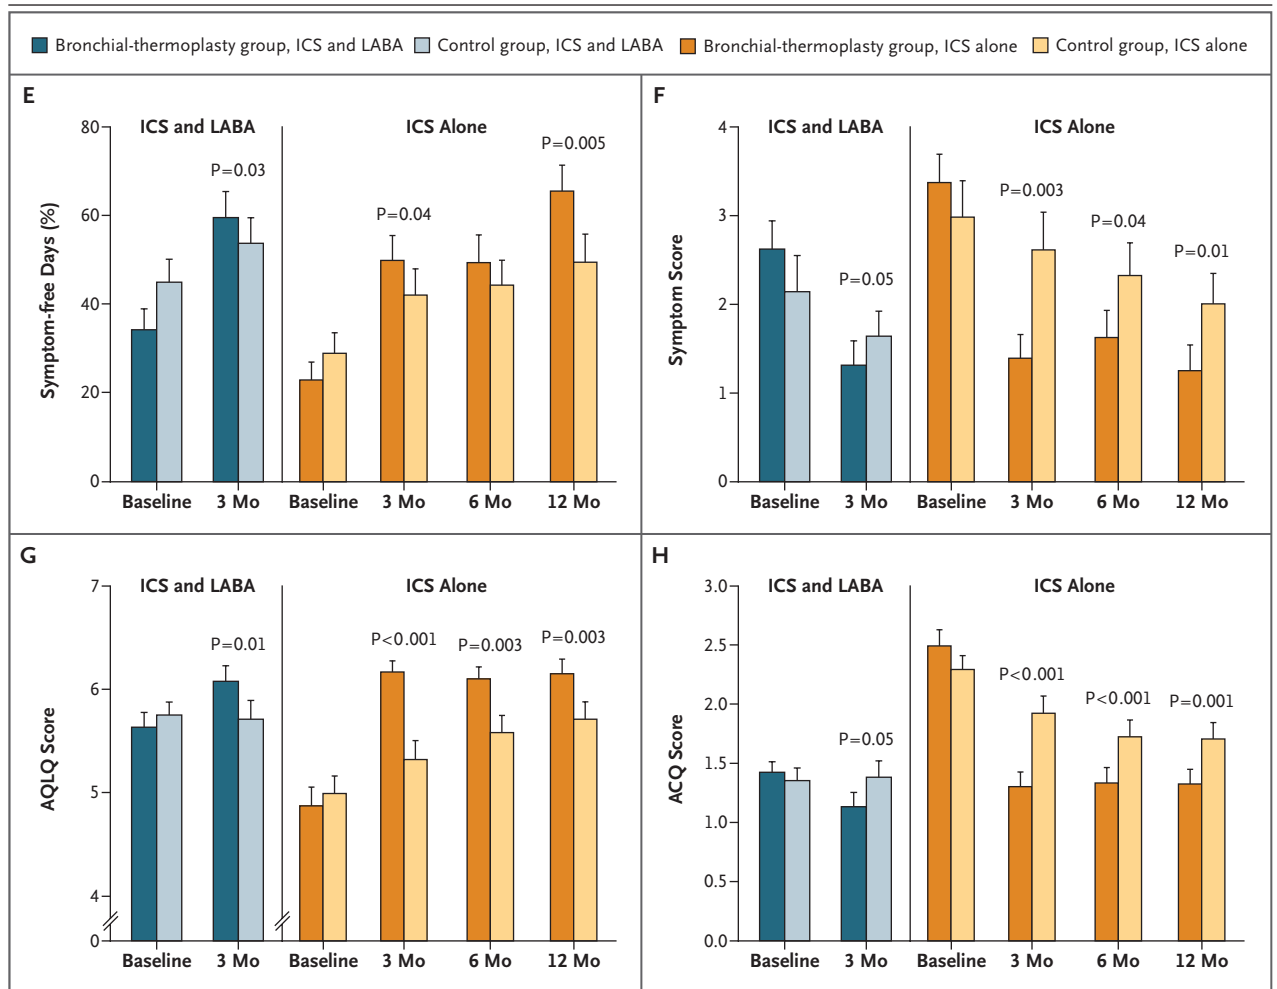 Bronchial-thermoplasty group, ICS and LABA Control group, ICS and LABA Bronchial-thermoplasty group, ICS alone Control group, ICS alone
E
ICS and LABA
ICS Alone
Symptom-free Days (%)
80
60
40
20
0
P=0.03
P=0.04
P=0.005
Baseline 3 Mo Baseline 3 Mo 6 Mo 12 Mo
F
ICS and LABA
ICS Alone
Symptom Score
4
3
2
1
0
P=0.05
P=0.003
P=0.04
P=0.01
Baseline 3 Mo Baseline 3 Mo 6 Mo 12 Mo
G
ICS and LABA
ICS Alone
AQLQ Score
7
6
5
4
0
P=0.01
P<0.001
P=0.003
P=0.003
Baseline 3 Mo Baseline 3 Mo 6 Mo 12 Mo
H
ICS and LABA
ICS Alone
ACQ Score
3.0
2.5
2.0
1.5
1.0
0.5
0.0
P=0.05
P<0.001
P<0.001
P=0.001
Baseline 3 Mo Baseline 3 Mo 6 Mo 12 Mo